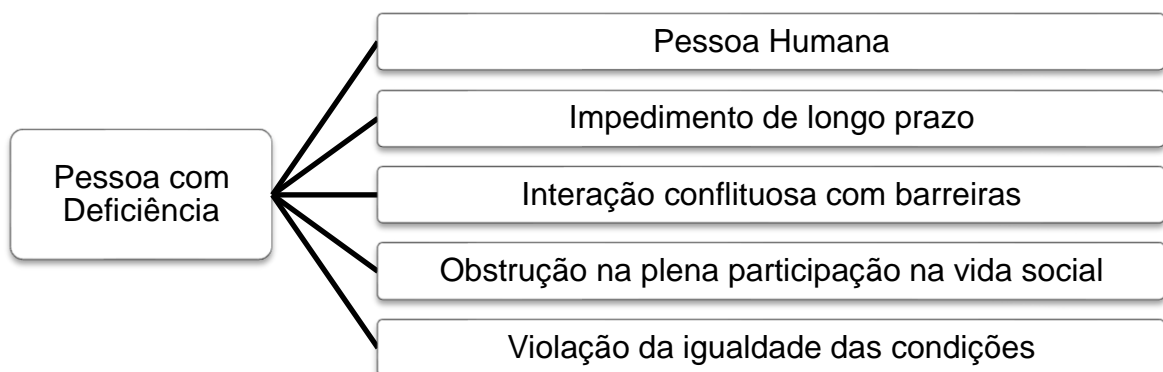 Pessoa Humana
Impedimento de longo prazo
Pessoa com
Deficiência
Interação conflituosa com barreiras
Obstrução na plena participação na vida social
Violação da igualdade das condições